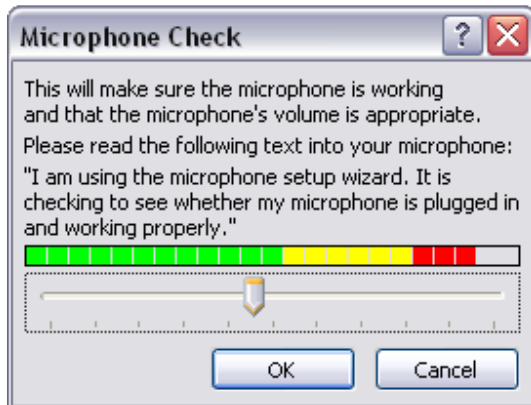 Microphone Check
This will make sure the microphone is working
and that the microphone's volume is appropriate.
Please read the following text into your microphone:
"I am using the microphone setup wizard. It is
checking to see whether my microphone is plugged in
and working properly."
OK Cancel